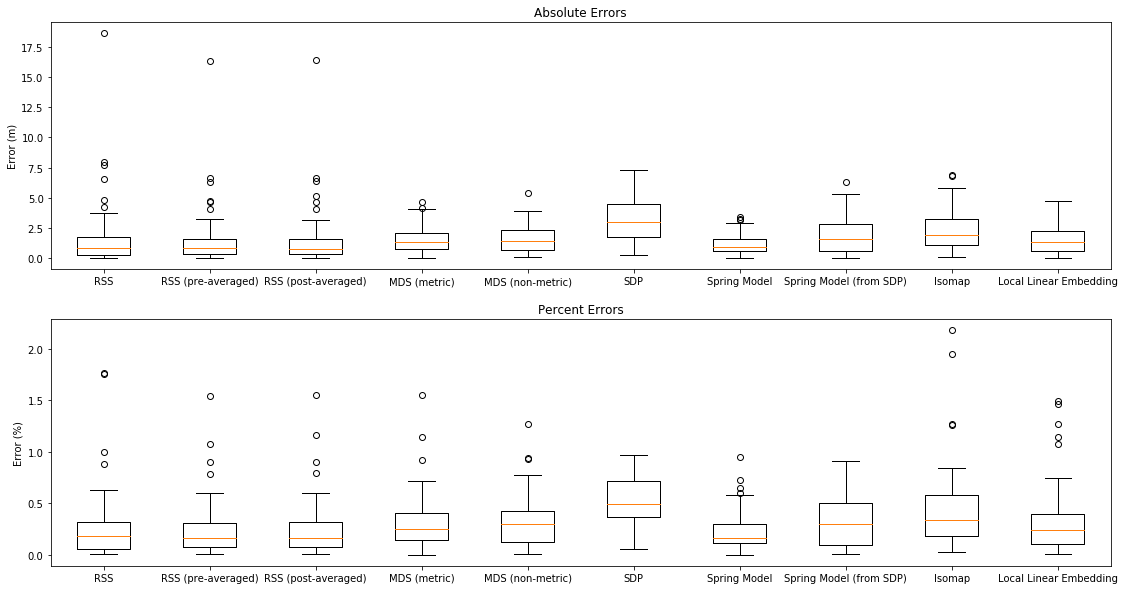 Absolute Errors
Error (m)
17.5
15.0
12.5
10.0
7.5
5.0
2.5
0.0
RSS RSS (pre-averaged) RSS (post-averaged) MDS (metric) MDS (non-metric) SDP Spring Model Spring Model (from SDP) Isomap Local Linear Embedding
Percent Errors
Error (%)
2.0
1.5
1.0
0.5
0.0
RSS RSS (pre-averaged) RSS (post-averaged) MDS (metric) MDS (non-metric) SDP Spring Model Spring Model (from SDP) Isomap Local Linear Embedding